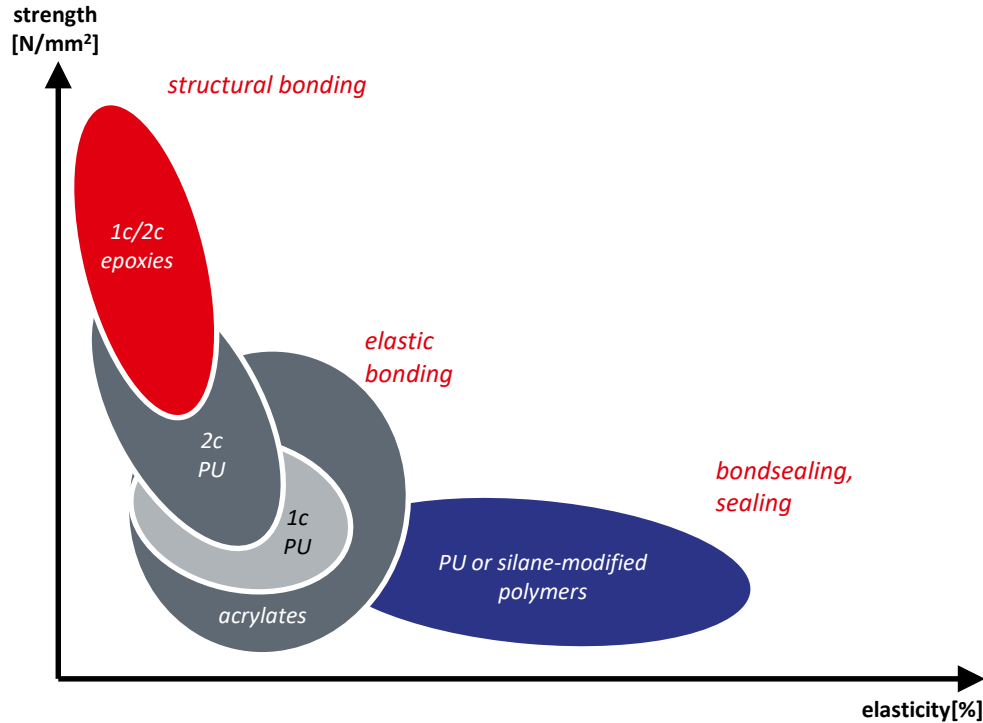 strength
[N/mm²]
structural bonding
1c/2c
epoxies
elastic
bonding
2c
PU
bondsealing,
sealing
1c
PU
PU or silane-modified
polymers
acrylates
elasticity[%]